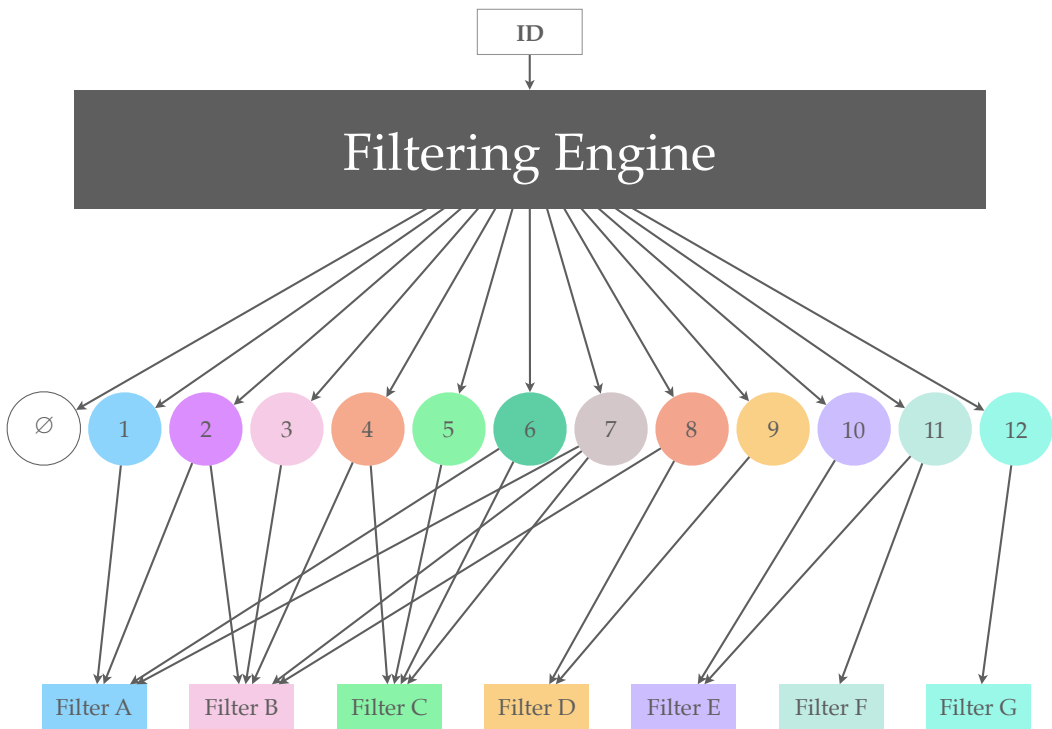 ID
Filtering Engine
∅ 1 2 3 4 5 6 7 8 9 10 11 12
Filter A Filter B Filter C Filter D Filter E Filter F Filter G